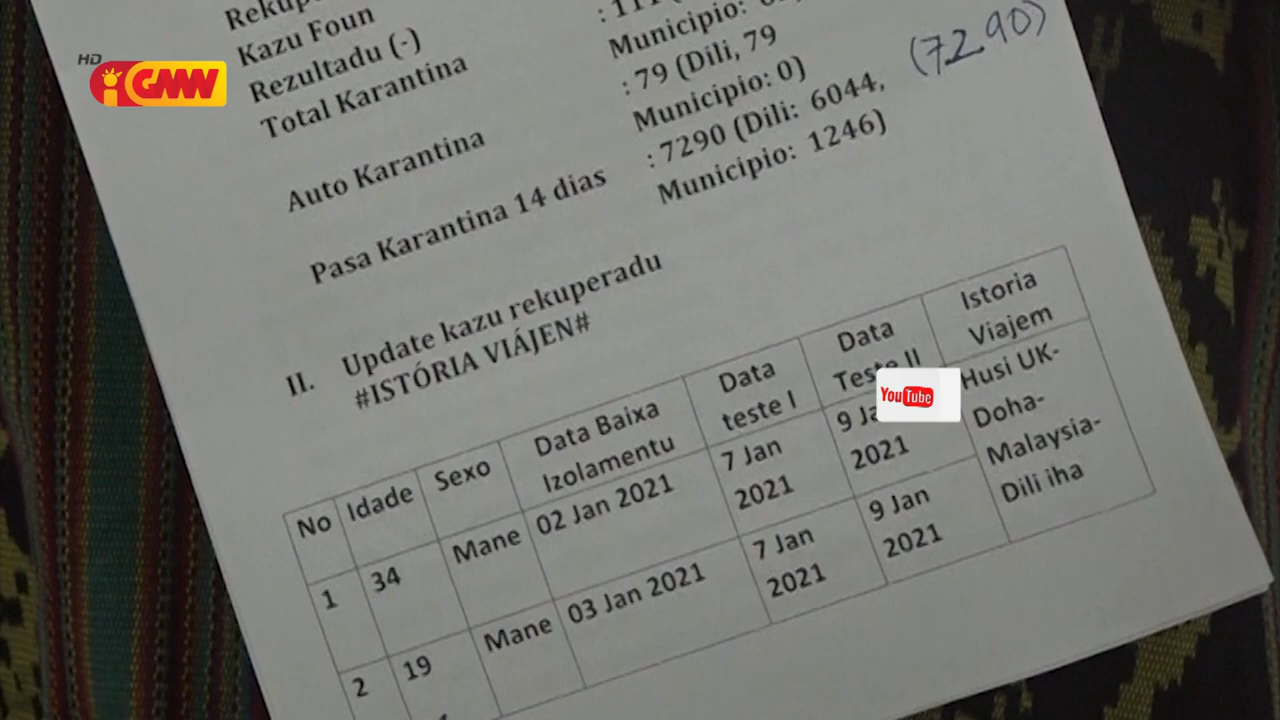 HD
GMN
Kazu Foun
Rezultadu (-)
Total Karantina
Municipio:
: 79 (Dili, 79
Municipio: 0)
(7290)
Auto Karantina
: 7290 (Dili: 6044,
Municipio: 1246)
Pasa Karantina 14 dias
II. Update kazu rekuperadu
#ISTÓRIA VIÁJEN#
No Idade Sexo Data Baixa Izolamentu Data teste I Data Teste II Istoria Viajem
1 34 Mane 02 Jan 2021 7 Jan 2021 9 2021 Husi UK-
Doha-
Malaysia-
Dili iha
2 19 Mane 03 Jan 2021 7 Jan 2021 9 Jan 2021
YouTube